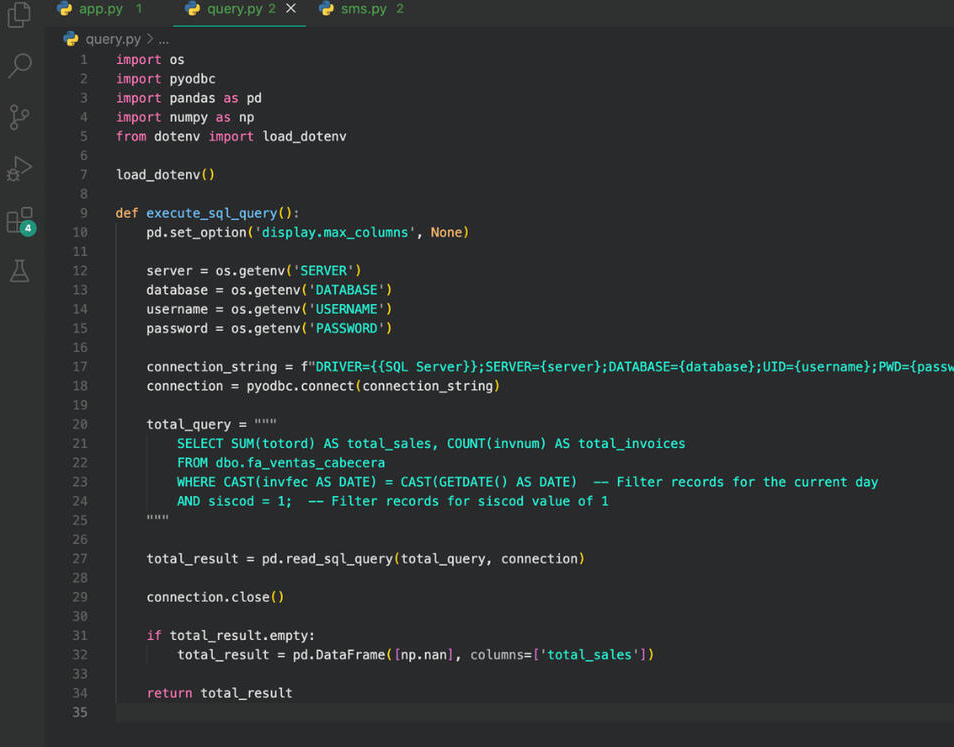 app.py 1 query.py 2 sms.py 2
query.py > ...
1 import os
2 import pyodbc
3 import pandas as pd
4 import numpy as np
5 from dotenv import load_dotenv
6
7 load_dotenv()
8
9 def execute_sql_query():
10 pd.set_option('display.max_columns', None)
11
12 server = os.getenv('SERVER')
13 database = os.getenv('DATABASE')
14 username = os.getenv('USERNAME')
15 password = os.getenv('PASSWORD')
16
17 connection_string = f"DRIVER={{SQL Server}};SERVER={server};DATABASE={database};UID={username};PWD={passw
18 connection = pyodbc.connect(connection_string)
19
20 total_query = """
21 SELECT SUM(totord) AS total_sales, COUNT(invnum) AS total_invoices
22 FROM dbo.fa_ventas_cabecera
23 WHERE CAST(invfec AS DATE) = CAST(GETDATE() AS DATE) -- Filter records for the current day
24 AND siscod = 1; -- Filter records for siscod value of 1
25 """
26
27 total_result = pd.read_sql_query(total_query, connection)
28
29 connection.close()
30
31 if total_result.empty:
32 total_result = pd.DataFrame([np.nan], columns=['total_sales'])
33
34 return total_result
35
4